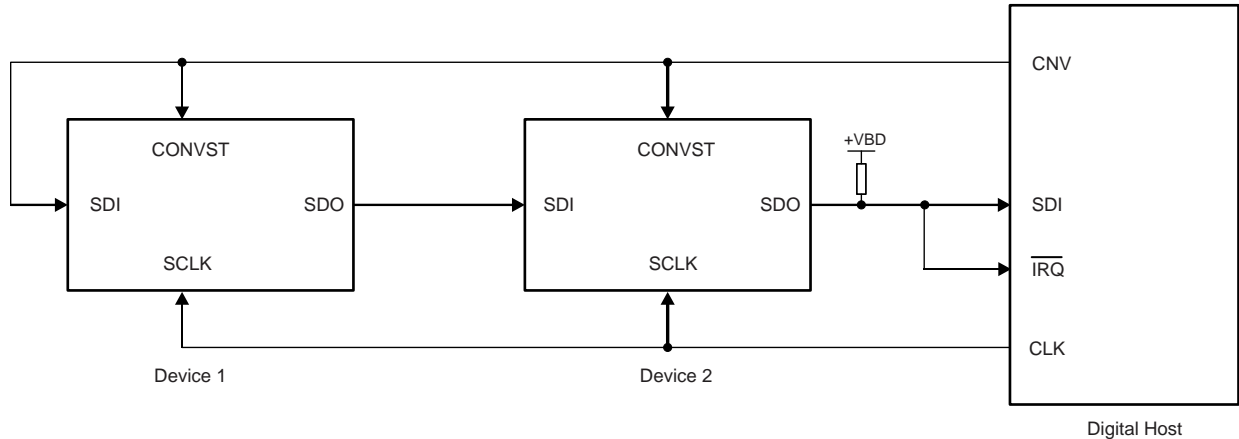 CNV
CONVST
CONVST
+VBD
SDI
SDO
SDI
SDO
SDI
SCLK
SCLK
IRQ
CLK
Device 1
Device 2
Digital Host